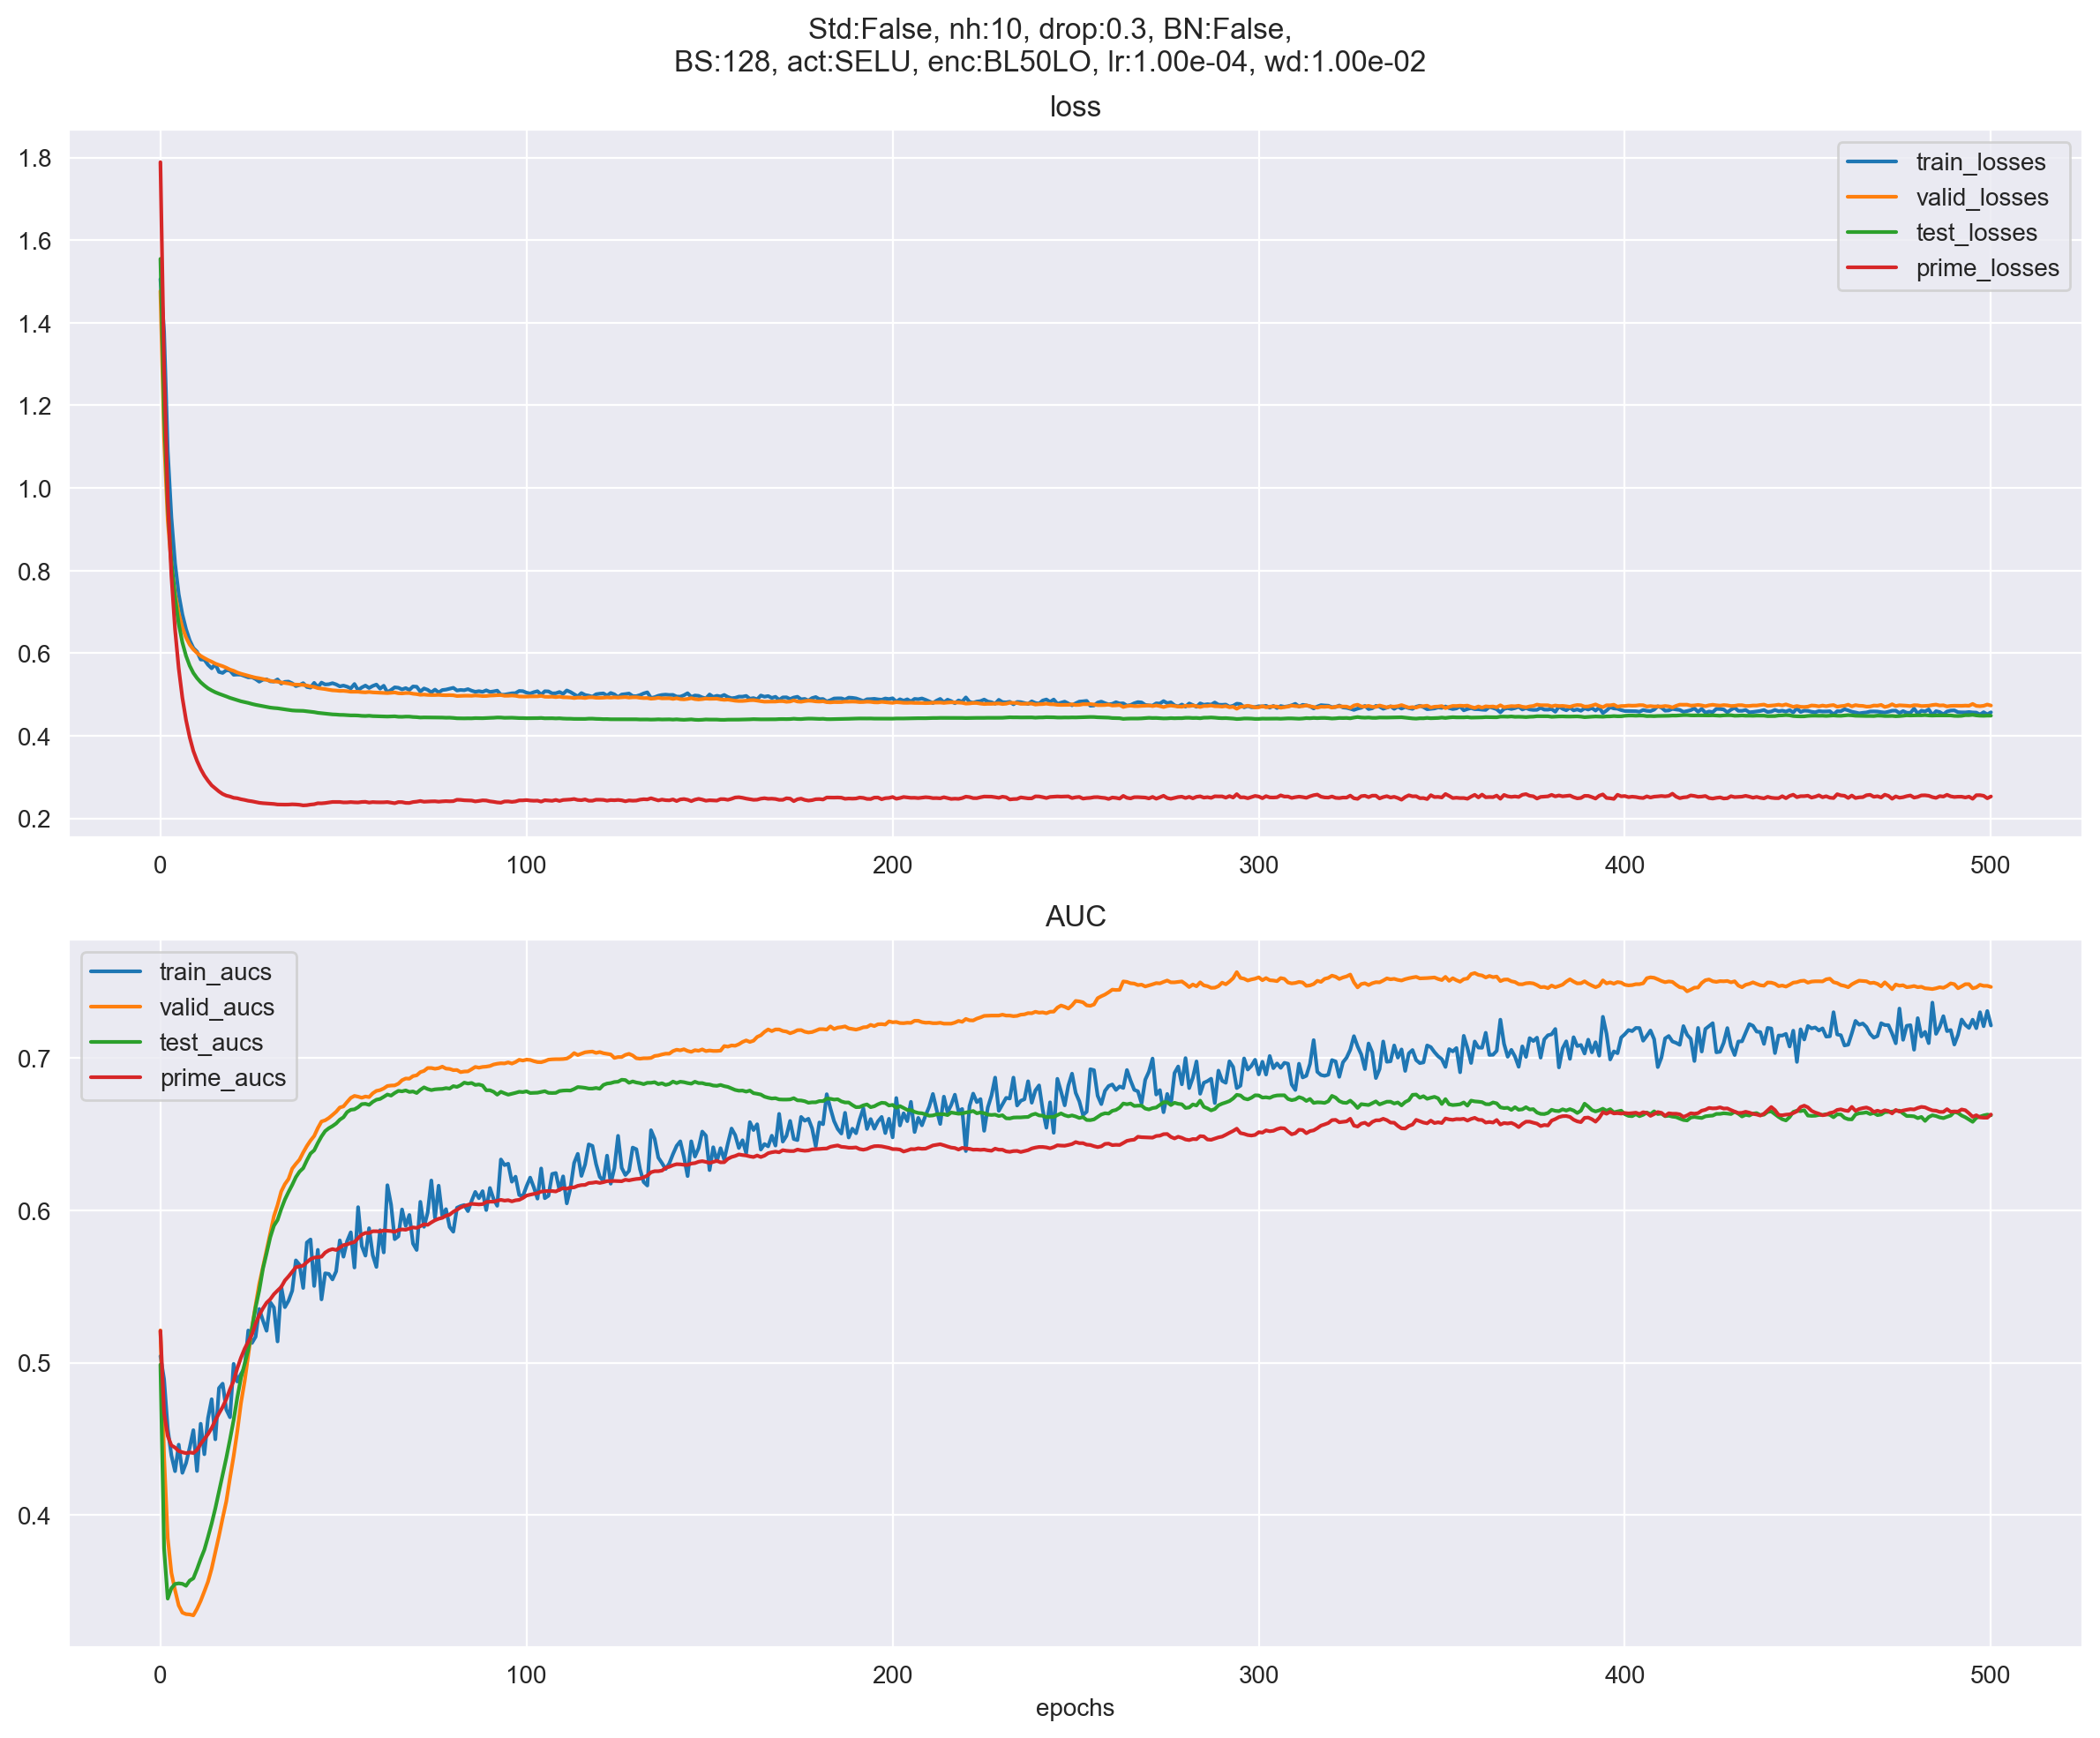 Std:False, nh:10, drop:0.3, BN:False,
BS:128, act:SELU, enc:BL50LO, lr:1.00e-04, wd:1.00e-02
loss
1.8
1.6
1.4
1.2
1.0
0.8
0.6
0.4
0.2
train_losses
valid_losses
test_losses
prime_losses
0 100 200 300 400 500
AUC
train_aucs
valid_aucs
test_aucs
prime_aucs
0.7
0.6
0.5
0.4
0 100 200 300 400 500
epochs